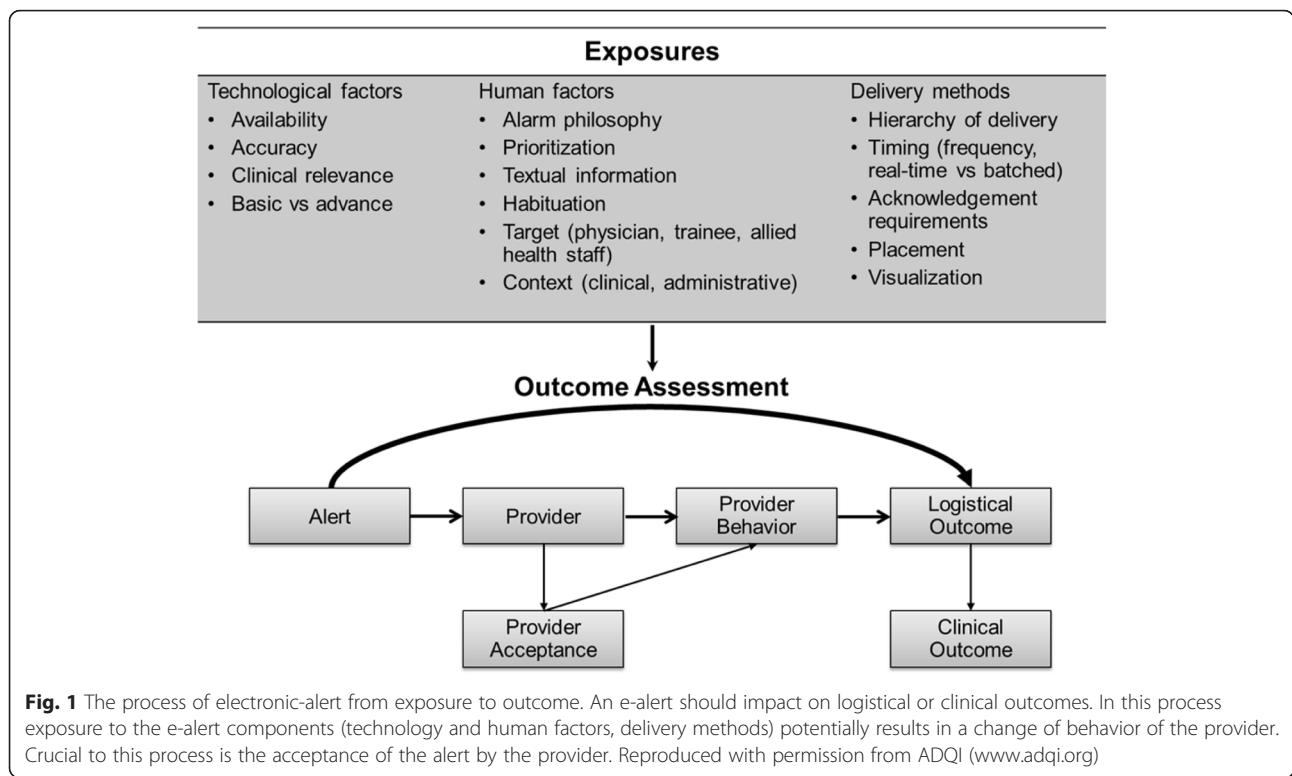 Exposures
Technological factors
• Availability
• Accuracy
• Clinical relevance
• Basic vs advance
Human factors
• Alarm philosophy
• Prioritization
• Textual information
• Habituation
• Target (physician, trainee, allied
health staff)
• Context (clinical, administrative)
Delivery methods
• Hierarchy of delivery
• Timing (frequency,
real-time vs batched)
• Acknowledgement
requirements
• Placement
• Visualization
Outcome Assessment
Alert
Provider
Provider
Behavior
Logistical
Outcome
Provider
Acceptance
Clinical
Outcome
Fig. 1 The process of electronic-alert from exposure to outcome. An e-alert should impact on logistical or clinical outcomes. In this process
exposure to the e-alert components (technology and human factors, delivery methods) potentially results in a change of behavior of the provider.
Crucial to this process is the acceptance of the alert by the provider. Reproduced with permission from ADQI (www.adqi.org)